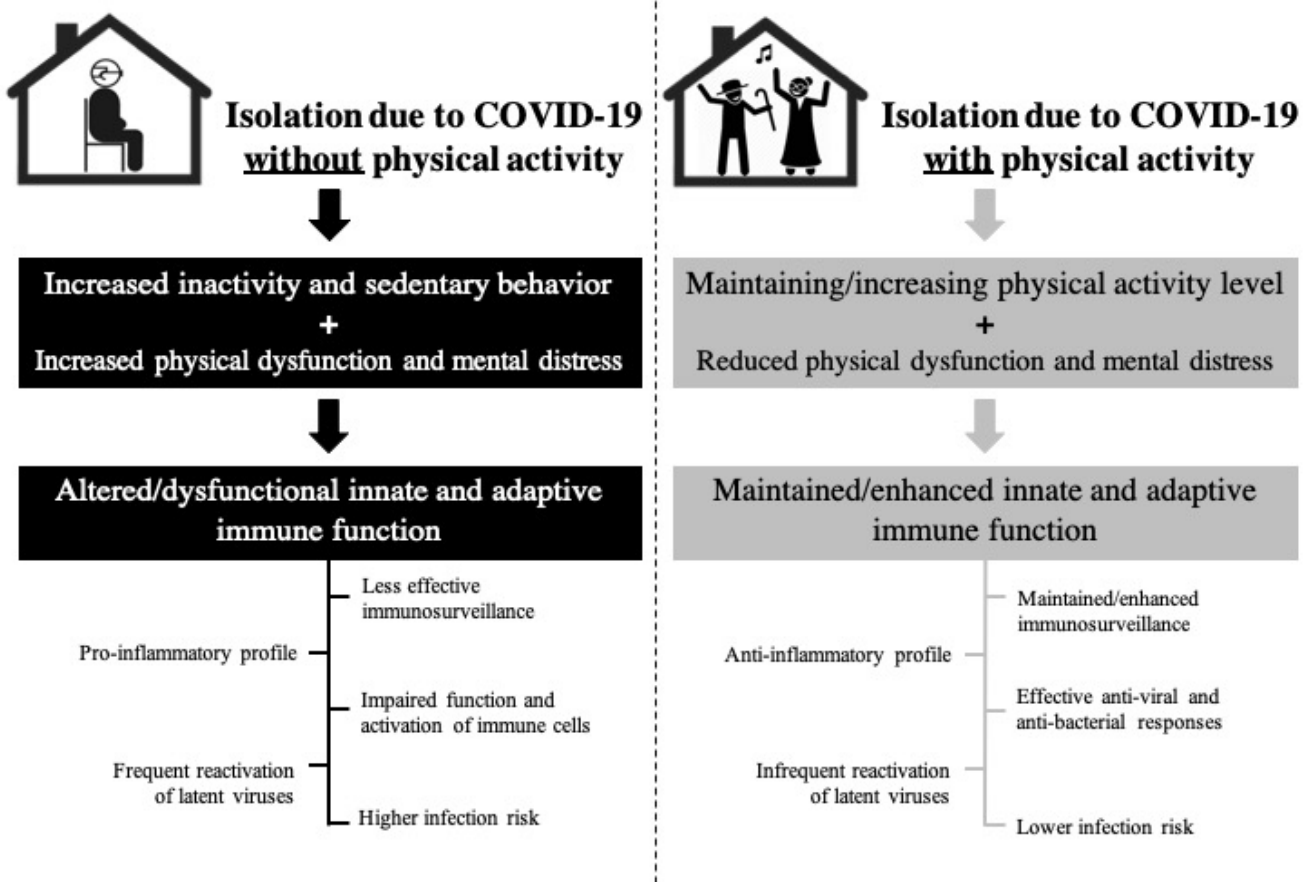 Isolation due to COVID-19
without physical activity
Increased inactivity and sedentary behavior
+
Increased physical dysfunction and mental distress
Altered/dysfunctional innate and adaptive
immune function
Less effective
immunosurveillance
Pro-inflammatory profile
Impaired function and
activation of immune cells
Frequent reactivation
of latent viruses
Higher infection risk
Isolation due to COVID-19
with physical activity
Maintaining/increasing physical activity level
+
Reduced physical dysfunction and mental distress
Maintained/enhanced innate and adaptive
immune function
Maintained/enhanced
immunosurveillance
Anti-inflammatory profile
Effective anti-viral and
anti-bacterial responses
Infrequent reactivation
of latent viruses
Lower infection risk